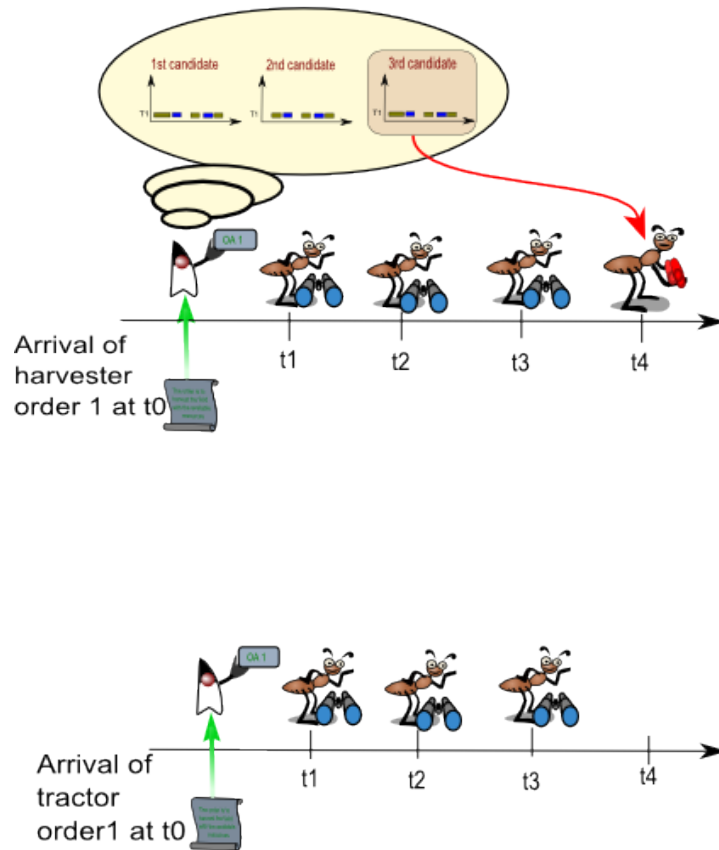 1st candidate
2nd candidate
3rd candidate
T1
T1
T1
OA 1
t1
t2
t3
t4
Arrival of
harvester
order 1 at t0
OA 1
t1
t2
t3
t4
Arrival of
tractor
order1 at t0